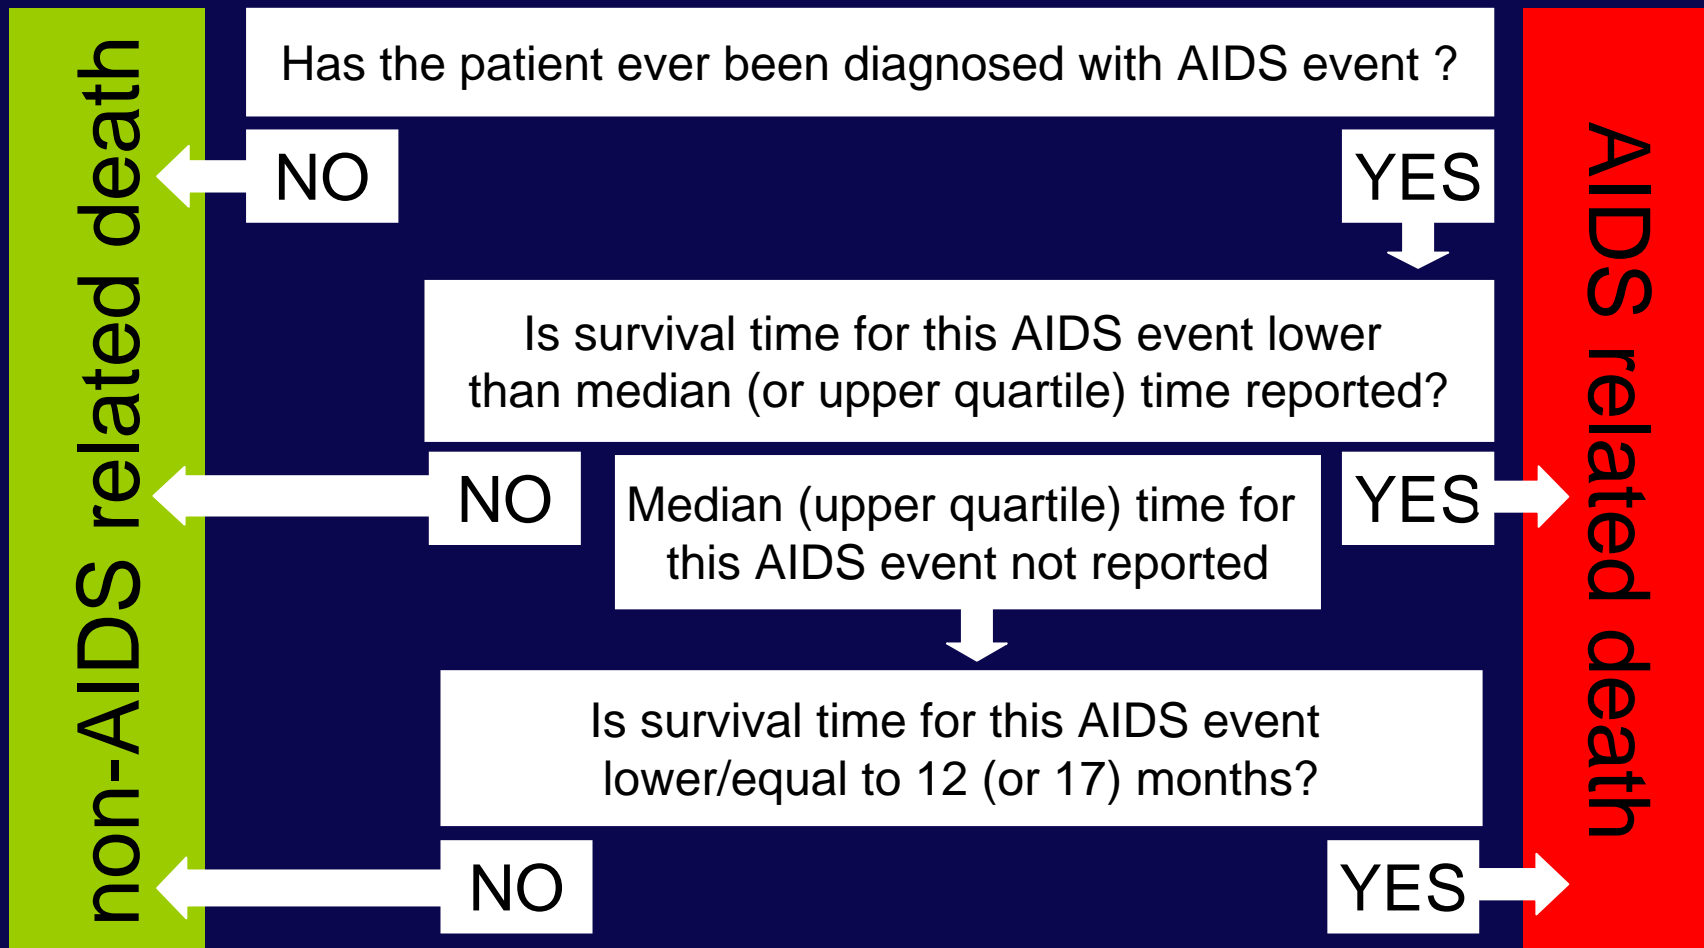 non-AIDS related death
Has the patient ever been diagnosed with AIDS event ?
NO
YES
Is survival time for this AIDS event lower
than median (or upper quartile) time reported?
NO
Median (upper quartile) time for
this AIDS event not reported
YES
Is survival time for this AIDS event
lower/equal to 12 (or 17) months?
NO
YES
AIDS related death